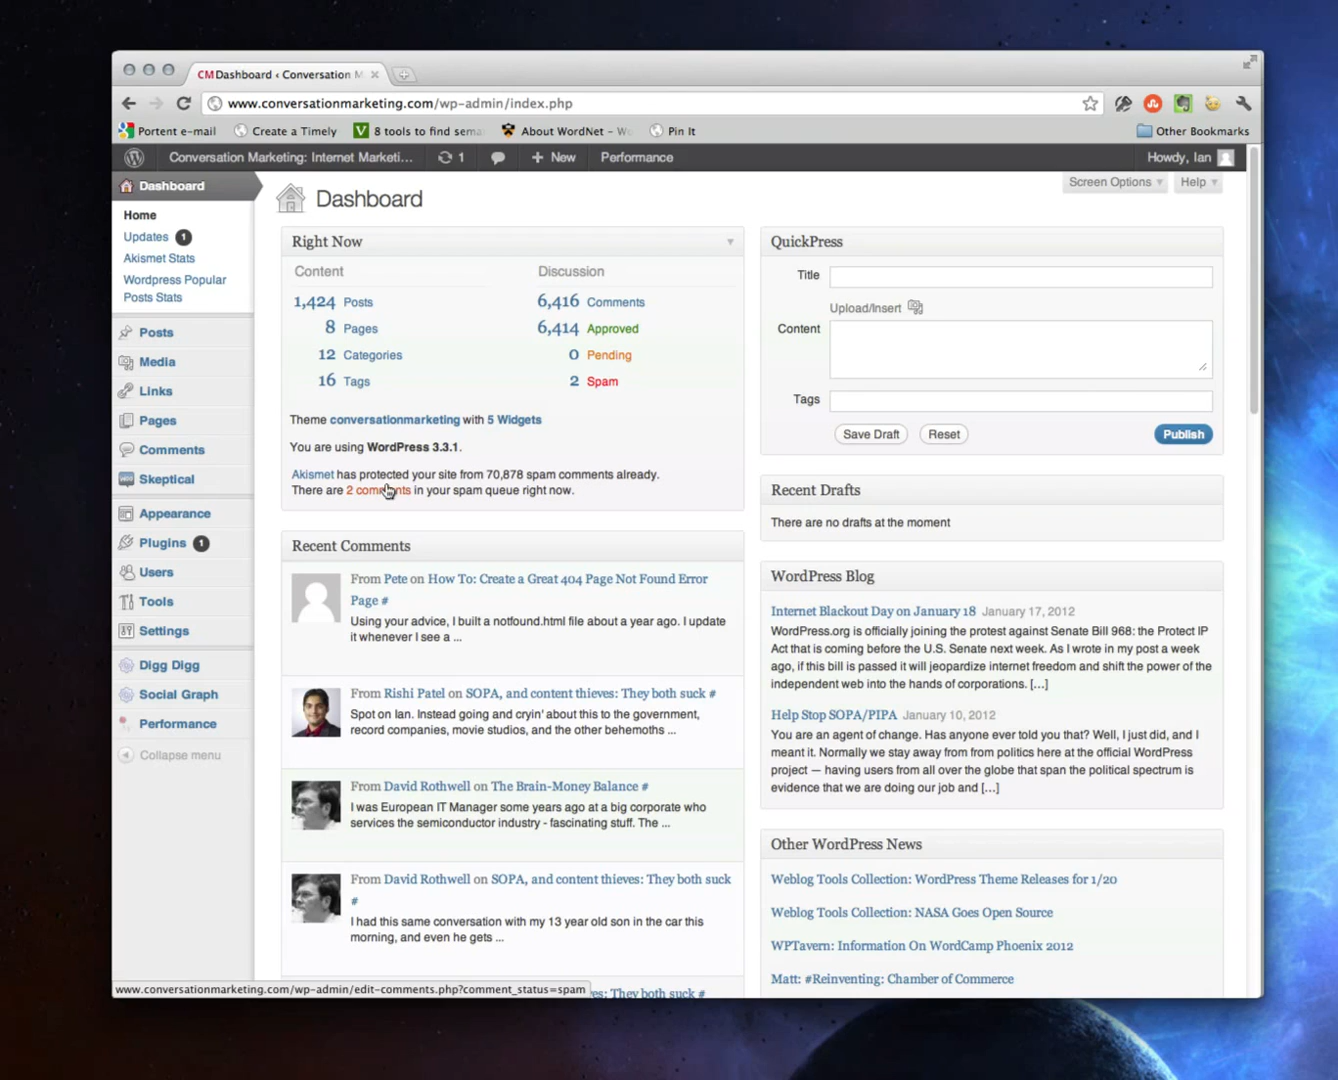 CM Dashboard ‹ Conversation M
www.conversationmarketing.com/wp-admin/index.php
Portent e-mail
Create a Timely
8 tools to find sema
About WordNet - Wo
Pin It
Other Bookmarks
Conversation Marketing: Internet Marketi...
1
New
Performance
Howdy, Ian
Dashboard
Home
Updates 1
Akismet Stats
Wordpress Popular
Posts Stats
Posts
Media
Links
Pages
Comments
Skeptical
Appearance
Plugins 1
Users
Tools
Settings
Digg Digg
Social Graph
Performance
Collapse menu
Dashboard
Screen Options
Help
Right Now
Content
Discussion
1,424 Posts
6,416 Comments
8 Pages
6,414 Approved
12 Categories
0 Pending
16 Tags
2 Spam
Theme conversationmarketing with 5 Widgets
You are using WordPress 3.3.1.
Akismet has protected your site from 70,878 spam comments already.
There are 2 comments in your spam queue right now.
Recent Comments
From Pete on How To: Create a Great 404 Page Not Found Error
Page #
Using your advice, I built a notfound.html file about a year ago. I update
it whenever I see a ...
From Rishi Patel on SOPA, and content thieves: They both suck #
Spot on Ian. Instead going and cryin' about this to the government,
record companies, movie studios, and the other behemoths ...
From David Rothwell on The Brain-Money Balance #
I was European IT Manager some years ago at a big corporate who
services the semiconductor industry - fascinating stuff. The ...
From David Rothwell on SOPA, and content thieves: They both suck
#
I had this same conversation with my 13 year old son in the car this
morning, and even he gets ...
es: They both suck #
www.conversationmarketing.com/wp-admin/edit-comments.php?comment_status=spam
QuickPress
Title
Upload/Insert
Content
Tags
Save Draft
Reset
Publish
Recent Drafts
There are no drafts at the moment
WordPress Blog
Internet Blackout Day on January 18 January 17, 2012
WordPress.org is officially joining the protest against Senate Bill 968: the Protect IP
Act that is coming before the U.S. Senate next week. As I wrote in my post a week
ago, if this bill is passed it will jeopardize internet freedom and shift the power of the
independent web into the hands of corporations. [...]
Help Stop SOPA/PIPA January 10, 2012
You are an agent of change. Has anyone ever told you that? Well, I just did, and I
meant it. Normally we stay away from from politics here at the official WordPress
project — having users from all over the globe that span the political spectrum is
evidence that we are doing our job and [...]
Other WordPress News
Weblog Tools Collection: WordPress Theme Releases for 1/20
Weblog Tools Collection: NASA Goes Open Source
WPTavern: Information On WordCamp Phoenix 2012
Matt: #Reinventing: Chamber of Commerce